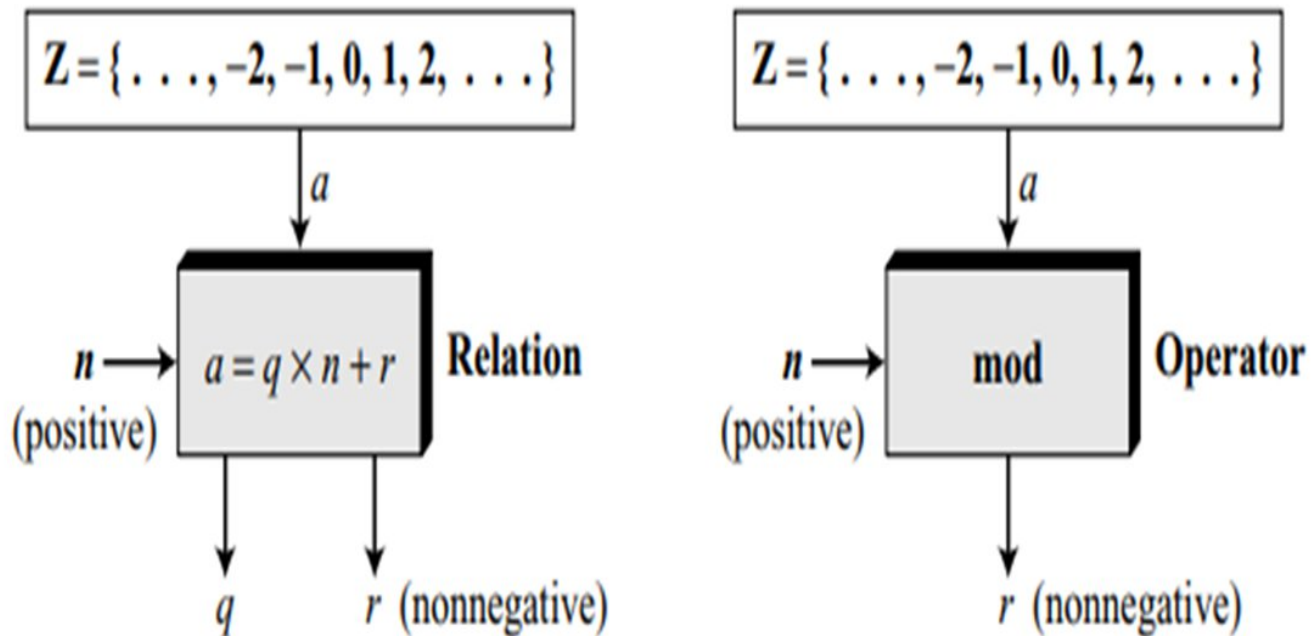 Z = { . . . , –2, –1, 0, 1, 2, . . . }
a
n
(positive)
a = q × n + r
Relation
q
r (nonnegative)
Z = { . . . , –2, –1, 0, 1, 2, . . . }
a
n
(positive)
mod
Operator
r (nonnegative)